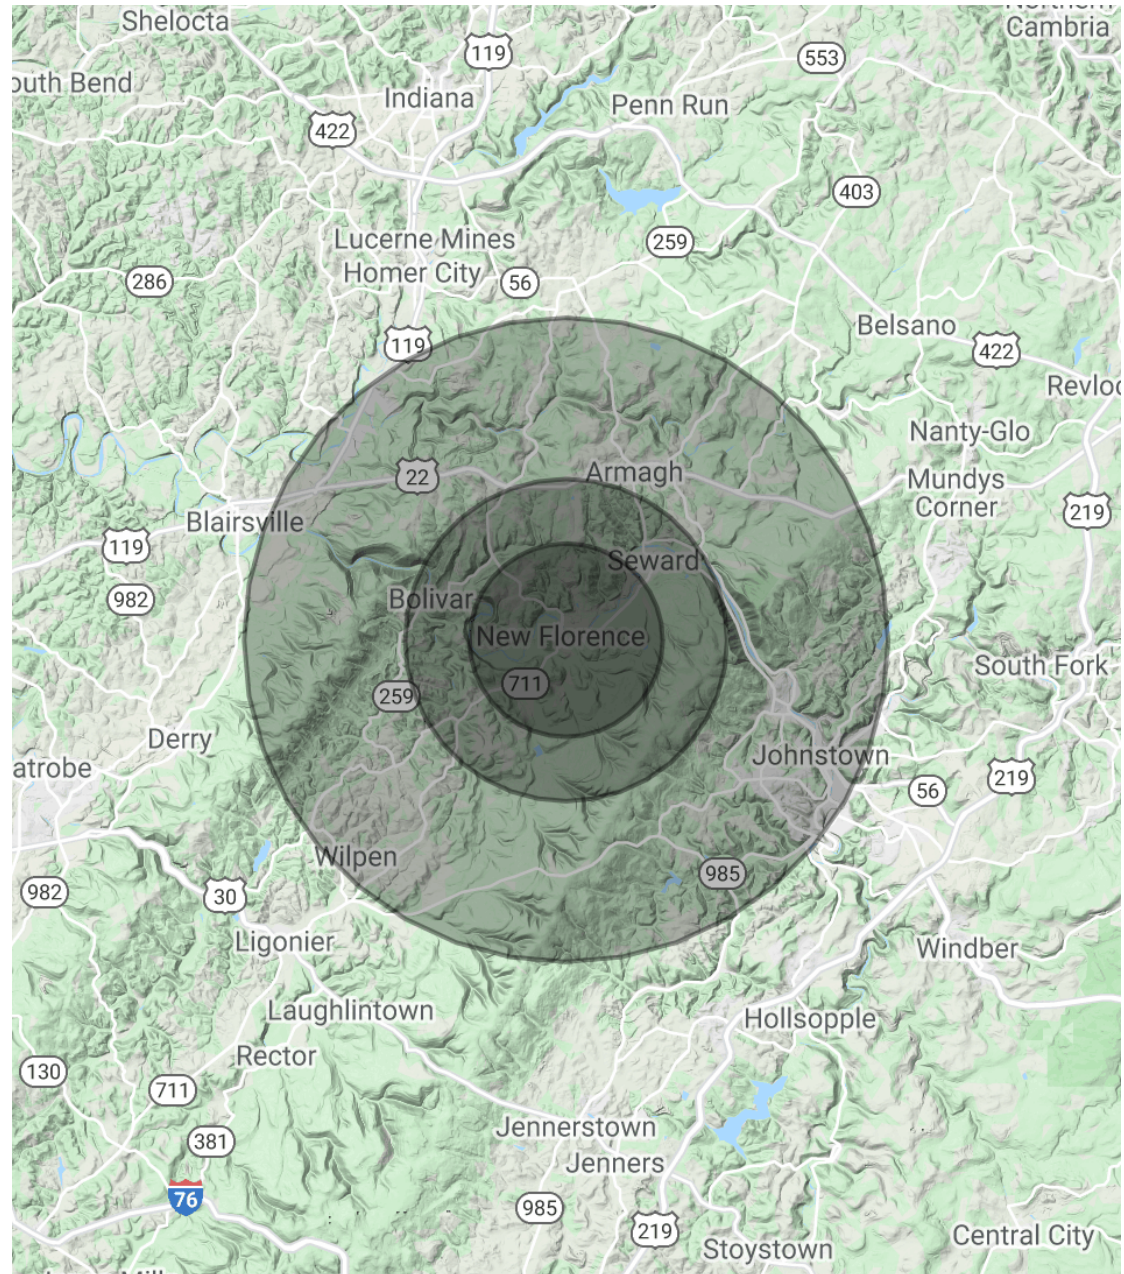 Northern
Cambria
Shelocta
119
553
outh Bend
Indiana
Penn Run
422
403
Lucerne Mines
259
Homer City
286
56
Belsano
119
422
Revloc
Nanty-Glo
Armagh
22
Mundys
Corner
219
Blairsville
119
Seward
982
Bolivar
New Florence
South Fork
711
259
Derry
Johnstown
atrobe
219
56
Wilpen
985
982
30
Ligonier
Windber
Laughlintown
Hollsopple
Rector
130
711
Jennerstown
381
Jenners
76
985
219
Central City
Stoystown